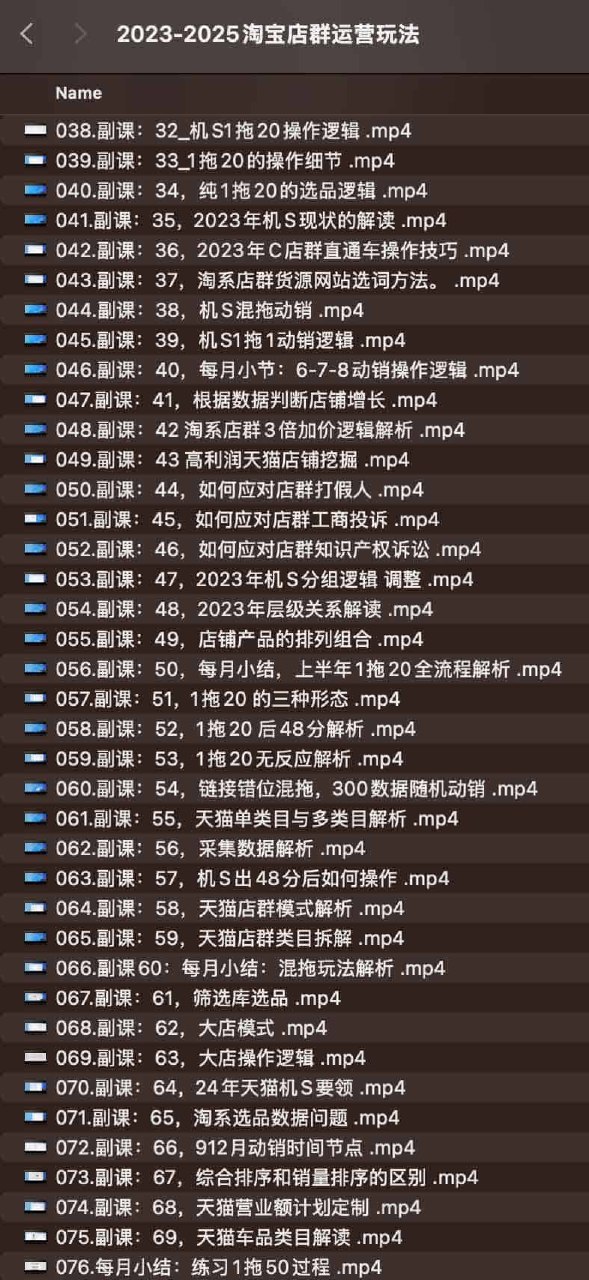 2023-2025淘宝店群运营玩法
Name
038.副课：32_机S1拖20操作逻辑 .mp4
039.副课：33_1拖20的操作细节 .mp4
040.副课：34，纯1拖20的选品逻辑 .mp4
041.副课：35，2023年机S现状的解读 .mp4
042.副课：36，2023年C店群直通车操作技巧 .mp4
043.副课：37，淘系店群货源网站选词方法。 .mp4
044.副课：38，机S混拖动销 .mp4
045.副课：39，机S1拖1动销逻辑 .mp4
046.副课：40，每月小节：6-7-8动销操作逻辑 .mp4
047.副课：41，根据数据判断店铺增长 .mp4
048.副课：42 淘系店群3倍加价逻辑解析 .mp4
049.副课：43 高利润天猫店铺挖掘 .mp4
050.副课：44，如何应对店群打假人 .mp4
051.副课：45，如何应对店群工商投诉 .mp4
052.副课：46，如何应对店群知识产权诉讼 .mp4
053.副课：47，2023年机S分组逻辑 调整 .mp4
054.副课：48，2023年层级关系解读 .mp4
055.副课：49，店铺产品的排列组合 .mp4
056.副课：50，每月小结，上半年1拖20全流程解析 .mp4
057.副课：51，1拖20 的三种形态 .mp4
058.副课：52，1拖20 后48分解析 .mp4
059.副课：53，1拖20无反应解析 .mp4
060.副课：54，链接错位混拖，300数据随机动销 .mp4
061.副课：55，天猫单类目与多类目解析 .mp4
062.副课：56，采集数据解析 .mp4
063.副课：57，机S出48分后如何操作 .mp4
064.副课：58，天猫店群模式解析 .mp4
065.副课：59，天猫店群类目拆解 .mp4
066.副课60：每月小结：混拖玩法解析 .mp4
067.副课：61，筛选库选品 .mp4
068.副课：62，大店模式 .mp4
069.副课：63，大店操作逻辑 .mp4
070.副课：64，24年天猫机S要领 .mp4
071.副课：65，淘系选品数据问题 .mp4
072.副课：66，912月动销时间节点 .mp4
073.副课：67，综合排序和销量排序的区别 .mp4
074.副课：68，天猫营业额计划定制 .mp4
075.副课：69，天猫车品类目解读 .mp4
076.每月小结：练习1拖50过程 .mp4